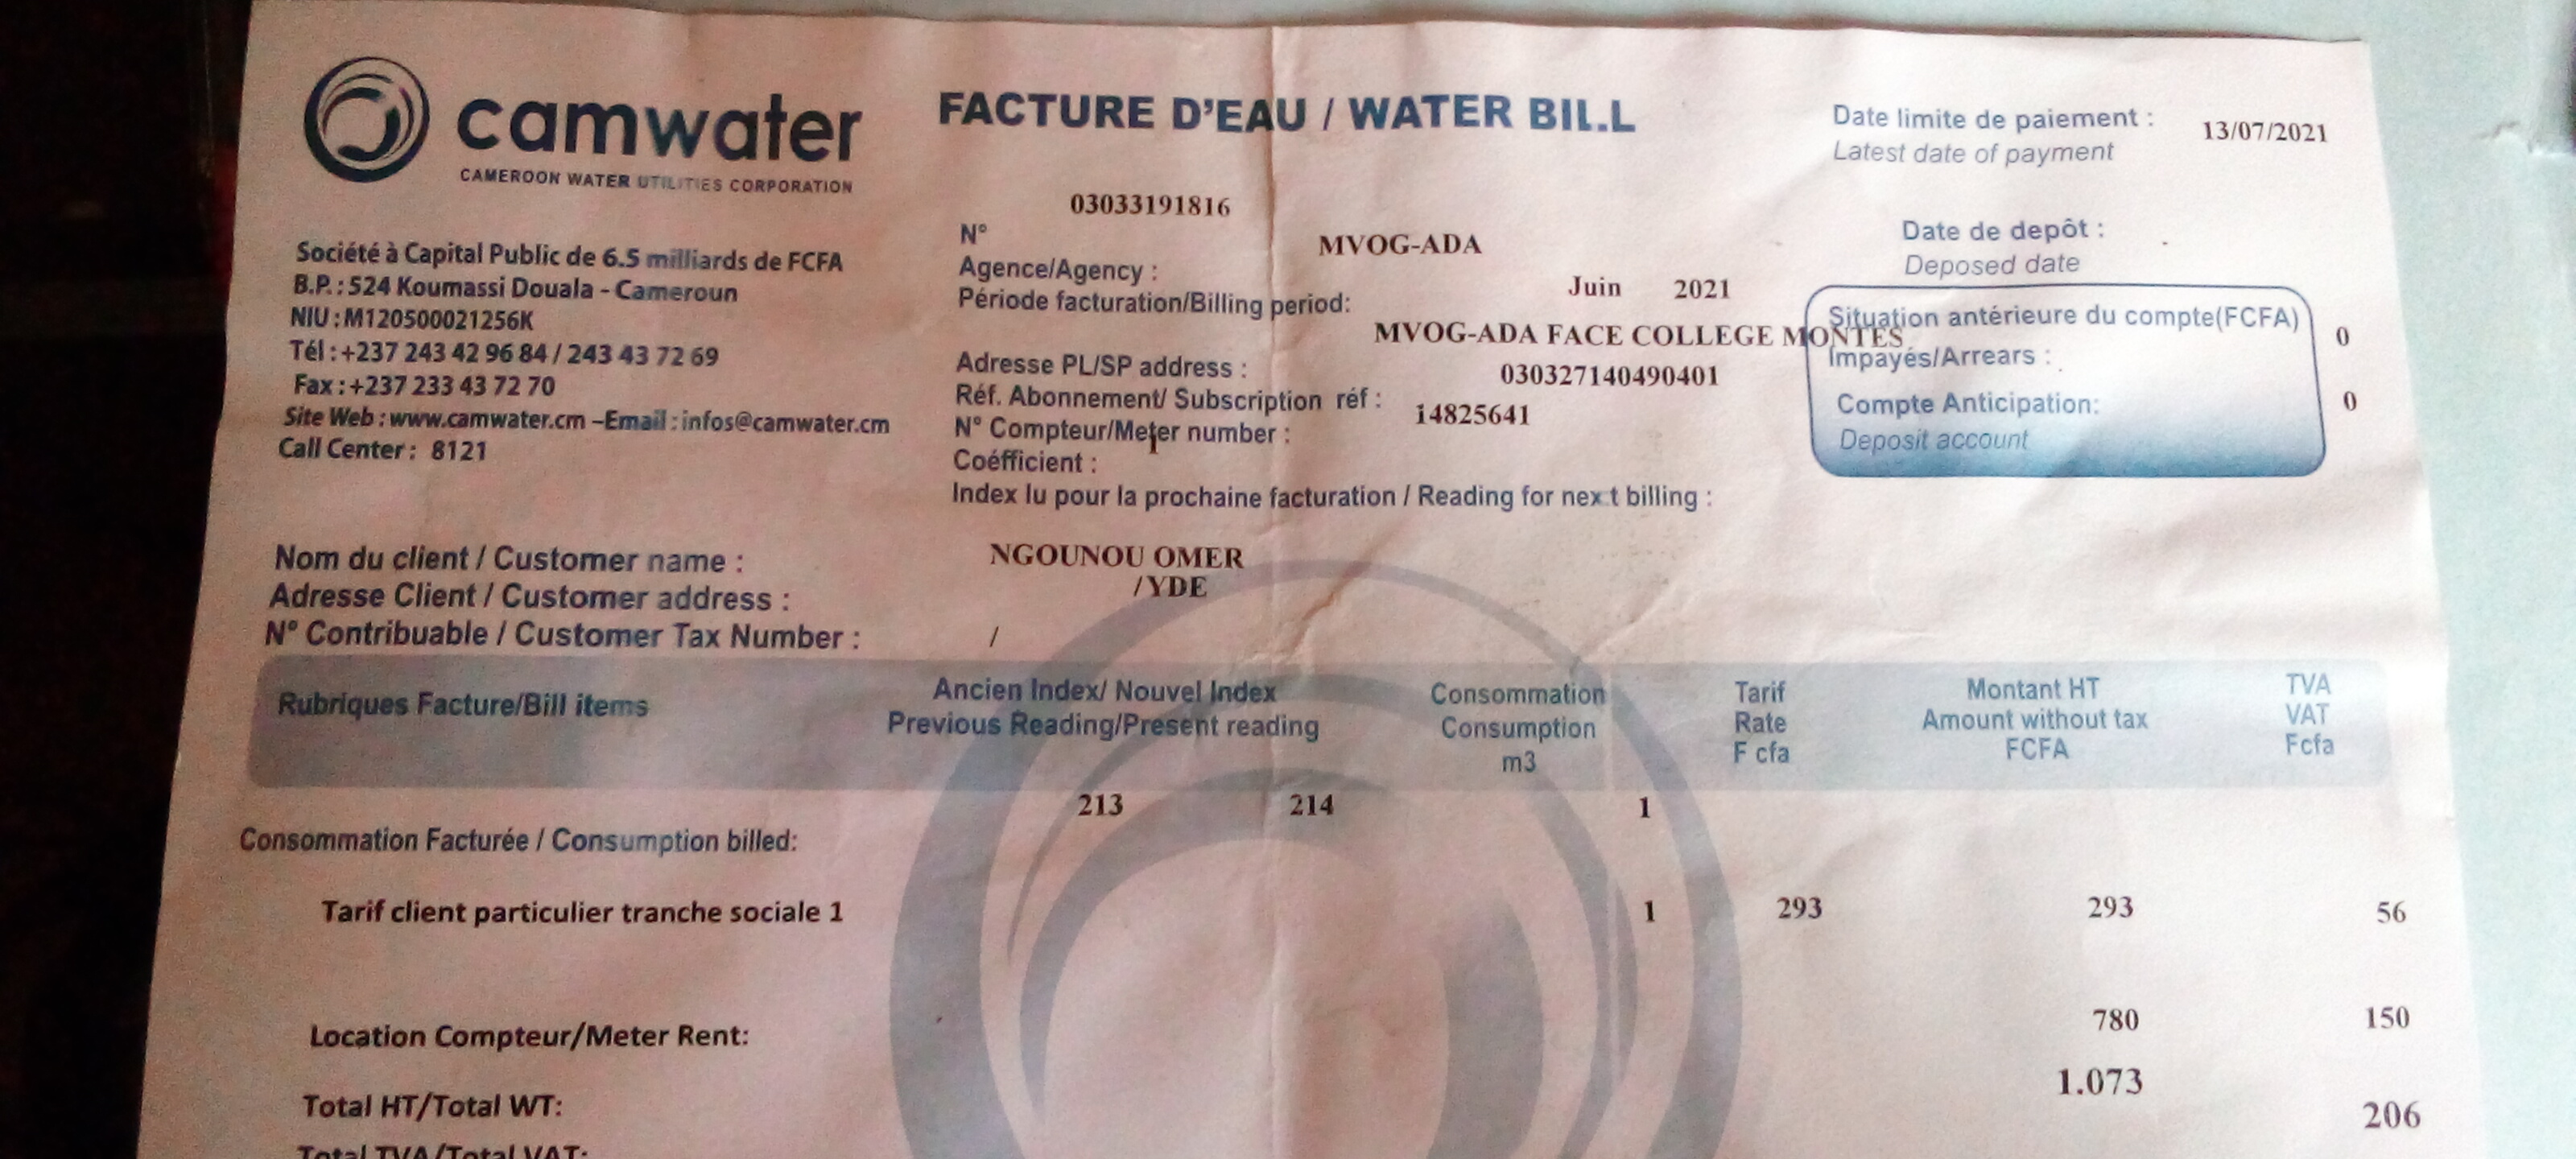 camwater
CAMEROON WATER UTILITIES CORPORATION
FACTURE D'EAU / WATER BILL
Date limite de paiement : 13/07/2021
Latest date of payment
Société à Capital Public de 6.5 milliards de FCFA
B.P. : 524 Koumassi Douala - Cameroun
NIU : M120500021256K
Tél : +237 243 42 96 84 / 243 43 72 69
Fax : +237 233 43 72 70
Site Web : www.camwater.cm -Email : infos@camwater.cm
Call Center : 8121
N° 03033191816
Agence/Agency : MVOG-ADA
Période facturation/Billing period: Juin 2021
Adresse PL/SP address : MVOG-ADA FACE COLLEGE MONTES
Réf. Abonnement/ Subscription réf : 03032714049040​1
N° Compteur/Meter number : 14825641
Coéfficient :
Index lu pour la prochaine facturation / Reading for next billing :
Date de depôt :
Deposed date
Situation antérieure du compte(FCFA)
Impayés/Arrears : 0
Compte Anticipation: 0
Deposit account
Nom du client / Customer name : NGOUNOU OMER
Adresse Client / Customer address : /YDE
N° Contribuable / Customer Tax Number : /
Rubriques Facture/Bill items
Ancien Index/ Nouvel Index
Previous Reading/Present reading
Consommation
Consumption
m3
Tarif
Rate
F cfa
Montant HT
Amount without tax
FCFA
TVA
VAT
Fcfa
Consommation Facturée / Consumption billed: 213 214 1
Tarif client particulier tranche sociale 1 1 293 293 56
Location Compteur/Meter Rent: 780 150
Total HT/Total WT: 1.073
Total TVA/Total VAT: 206